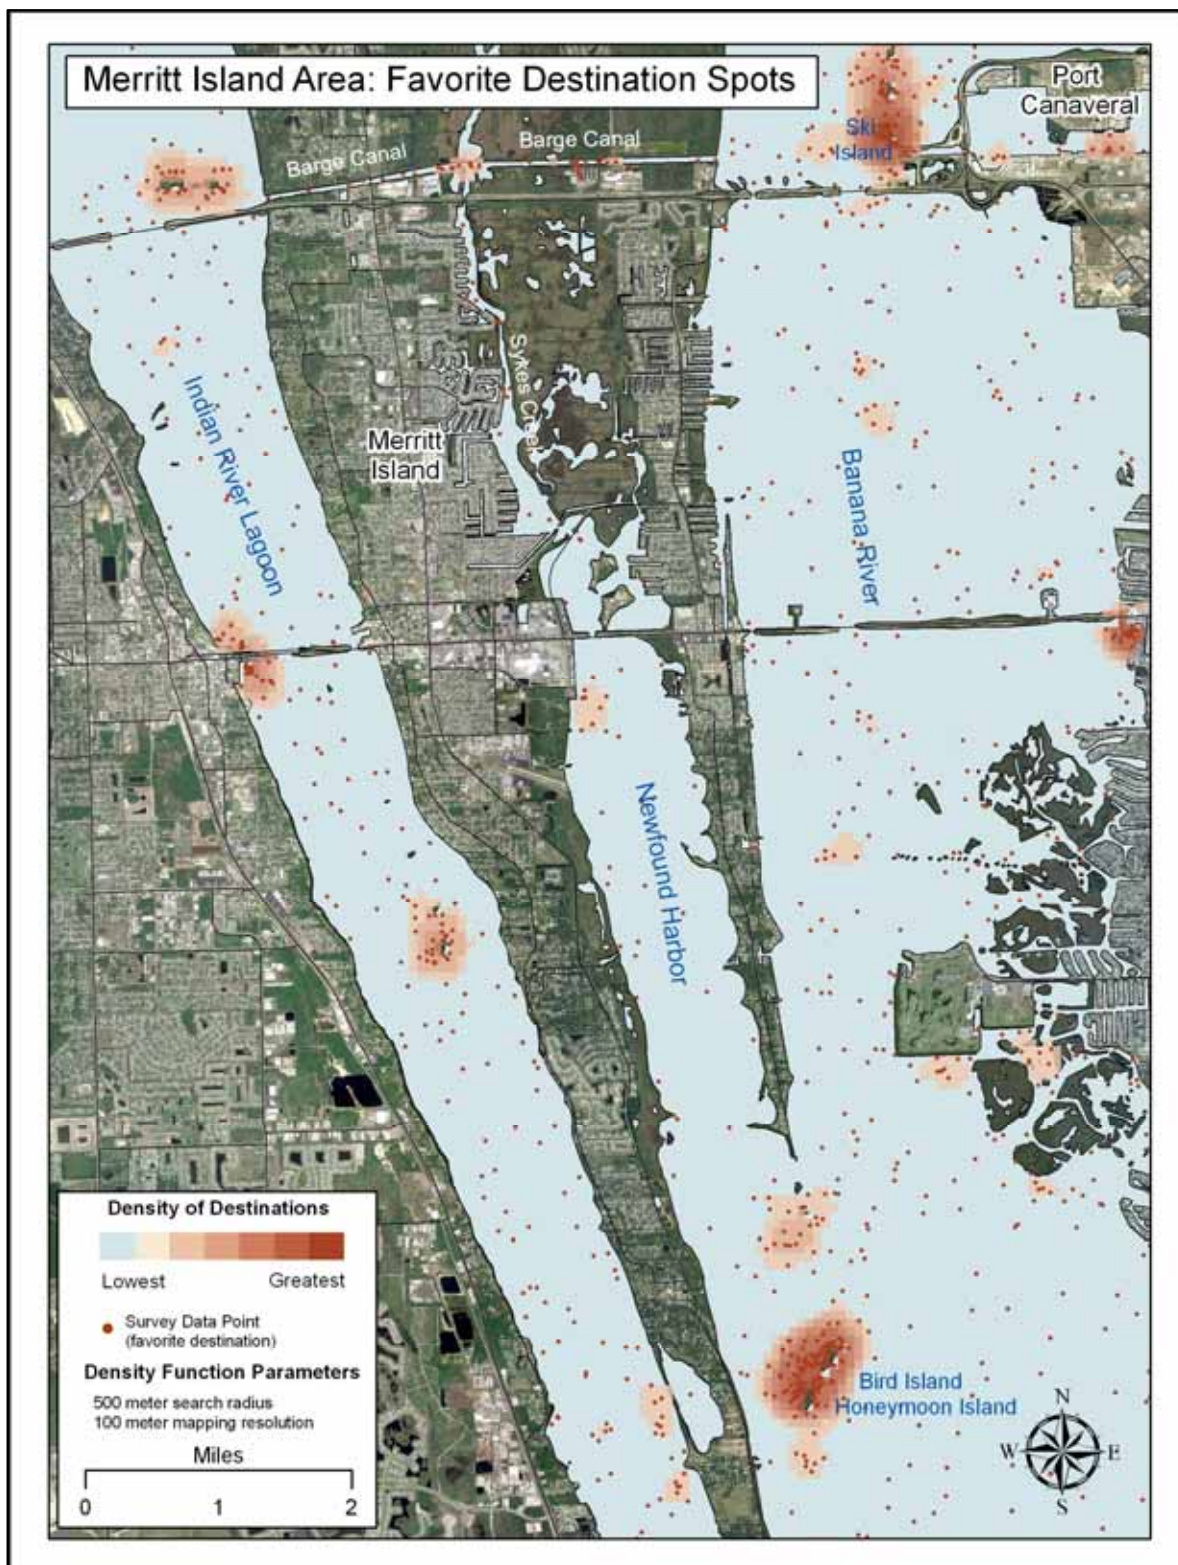 Merritt Island Area: Favorite Destination Spots
Port
Canaveral
Ski
Island
Barge Canal
Barge Canal
Indian River Lagoon
Sykes Creek
Merritt
Island
Banana River
Newfound Harbor
Bird Island
Honeymoon Island
Density of Destinations
Lowest Greatest
Survey Data Point
(favorite destination)
Density Function Parameters
500 meter search radius
100 meter mapping resolution
Miles
0 1 2
N
W E
S